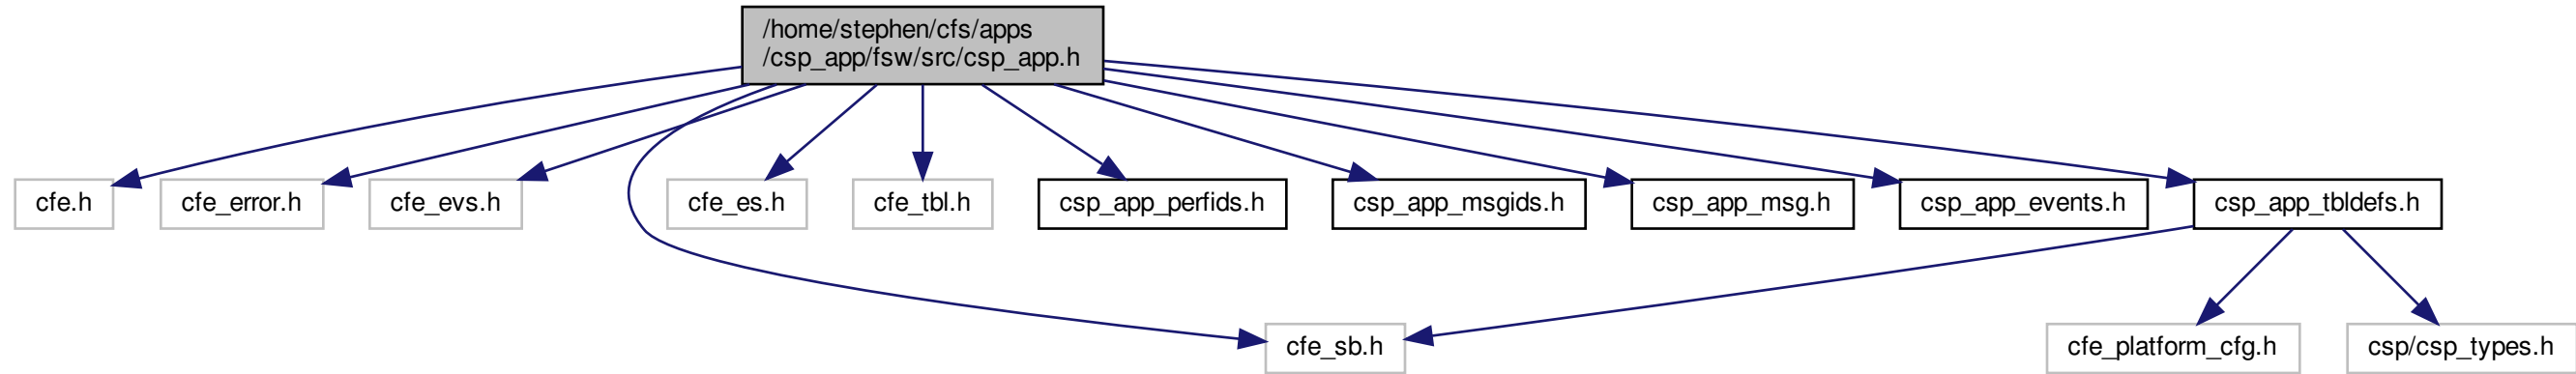 /home/stephen/cfs/apps
/csp_app/fsw/src/csp_app.h
cfe.h
cfe_error.h
cfe_evs.h
cfe_es.h
cfe_tbl.h
csp_app_perfids.h
csp_app_msgids.h
csp_app_msg.h
csp_app_events.h
csp_app_tbldefs.h
cfe_sb.h
cfe_platform_cfg.h
csp/csp_types.h